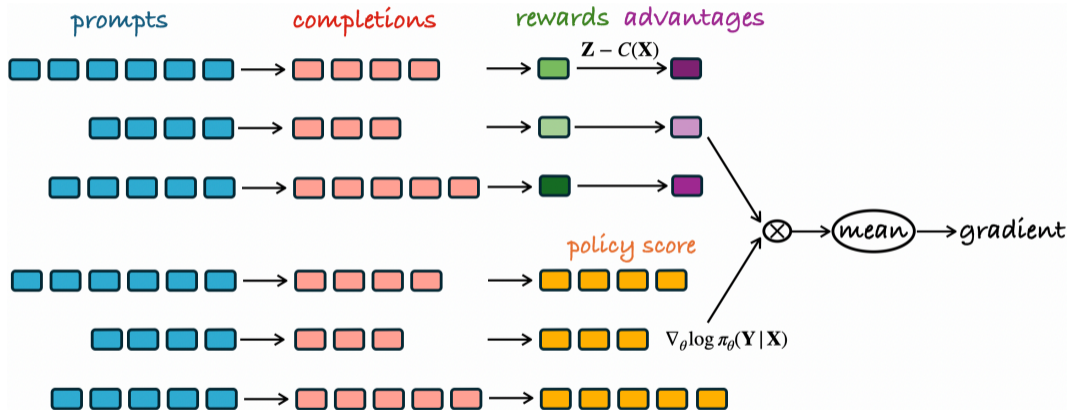 prompts
completions
rewards
advantages
Z − C(X)
policy score
⊗
mean
gradient
∇θ log πθ(Y | X)